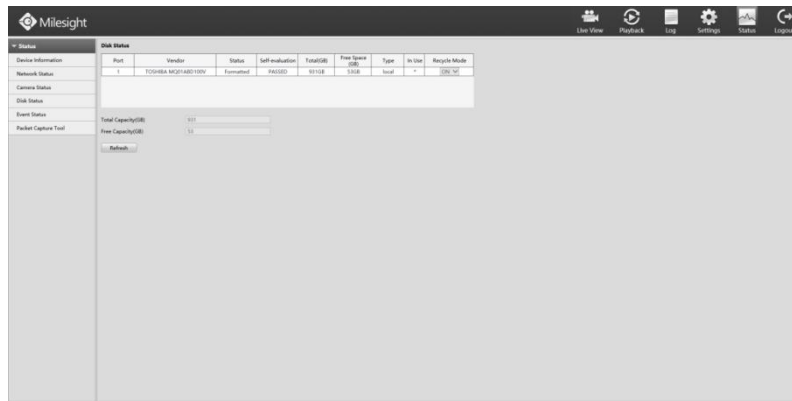 Milesight
Live View Playback Log Settings Status Logou
Status
Device Information
Network Status
Camera Status
Disk Status
Event Status
Packet Capture Tool
Disk Status
Port Vendor Status Self-evaluation Total(GB) Free Space (GB) Type In Use Recycle Mode
1 TOSHIBA MQ01ABD100V Formatted PASSED 931GB local * ON
Total Capacity(GB) 931
Free Capacity(GB)
Refresh